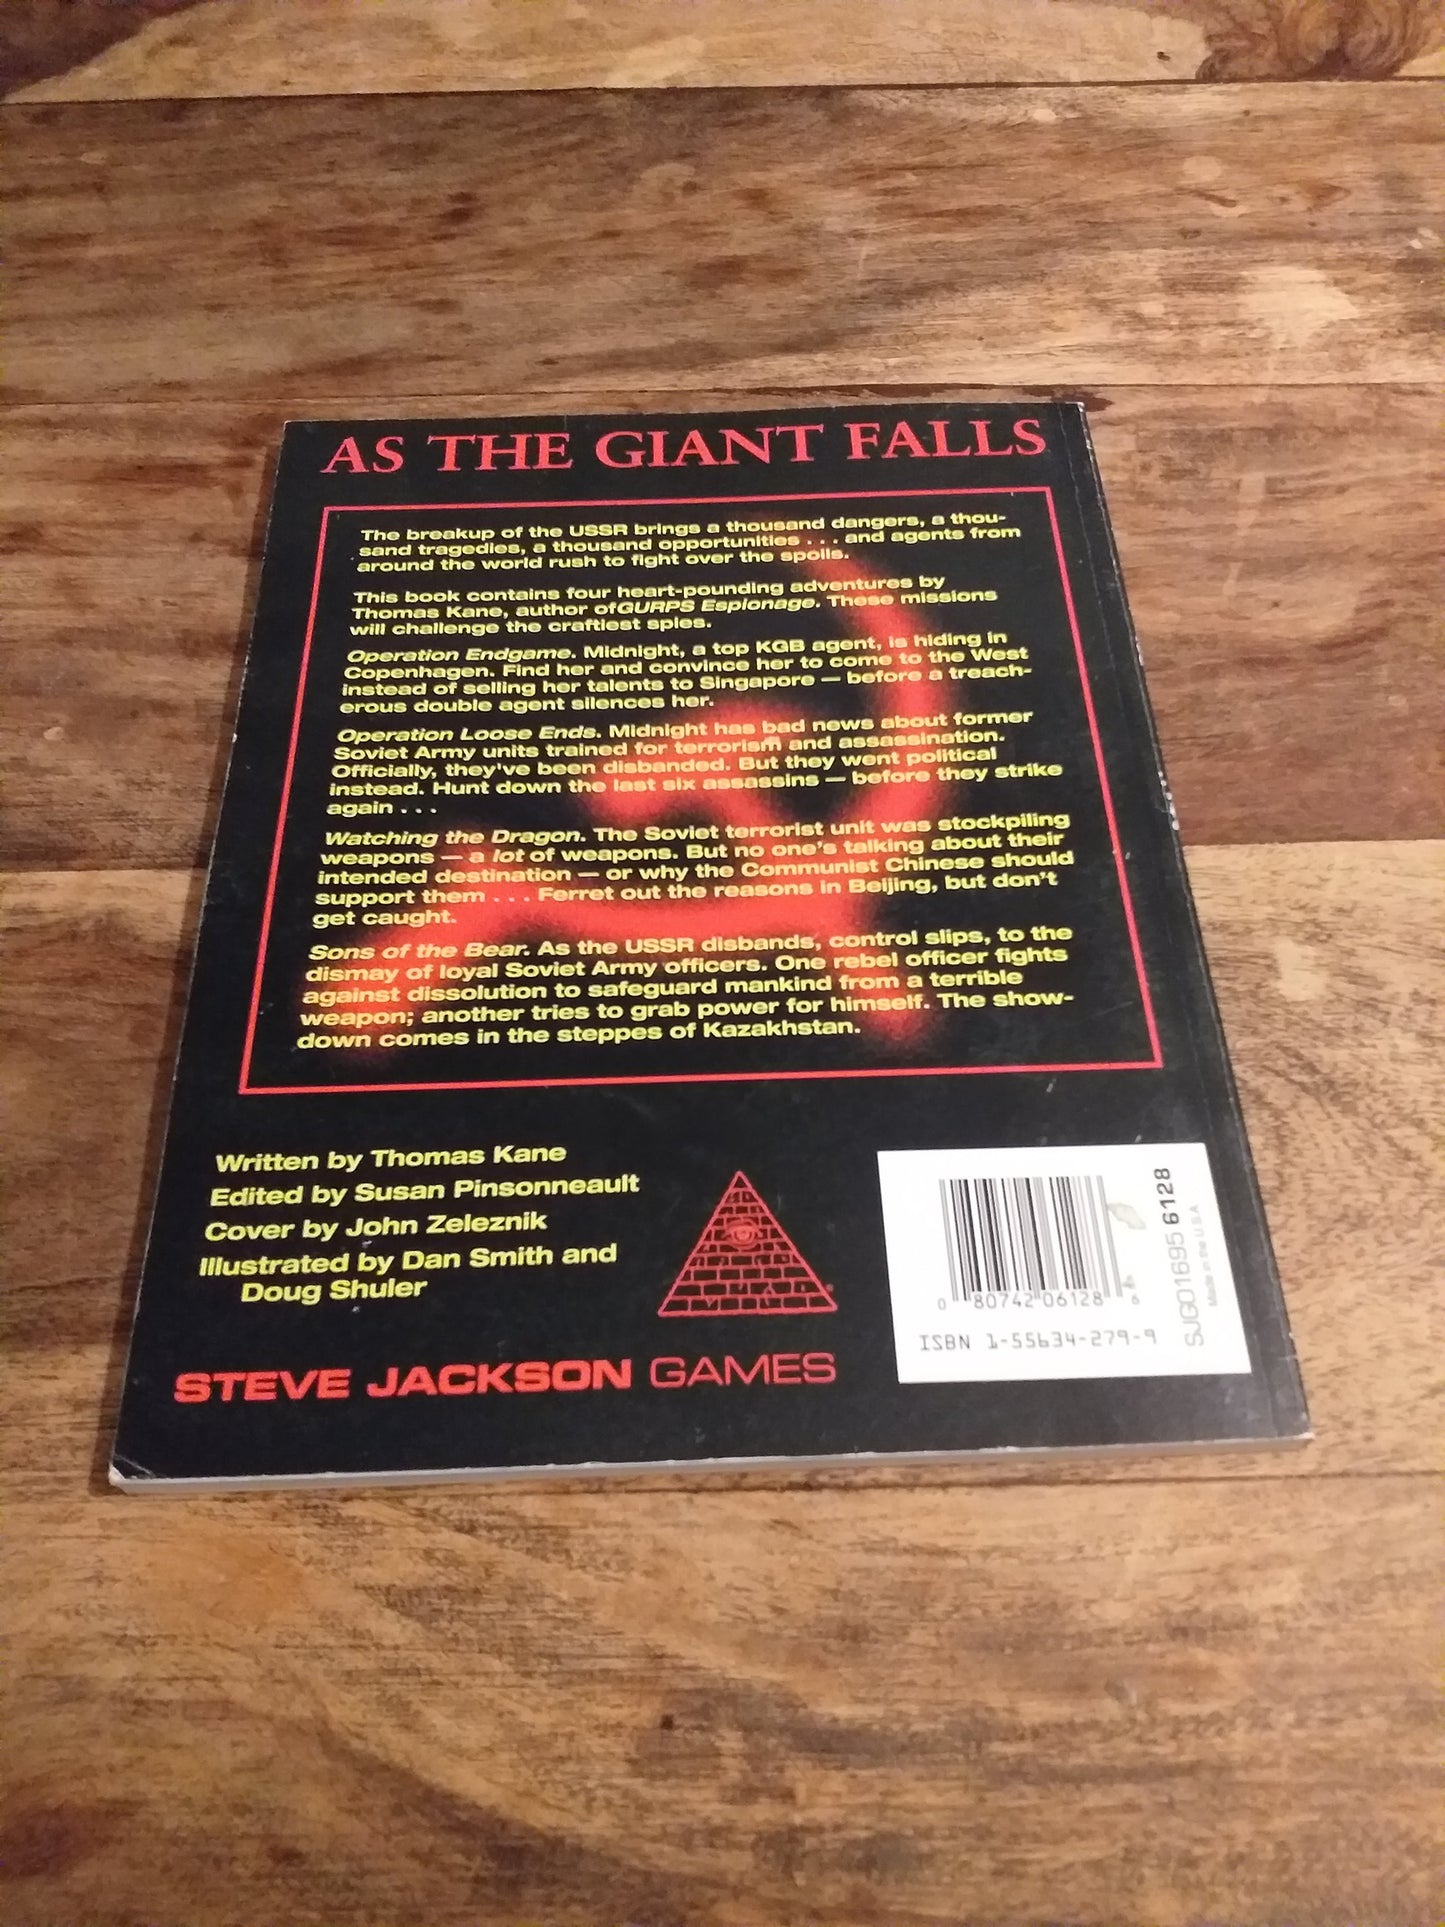 AS THE GIANT FALLS
The breakup of the USSR brings a thousand dangers, a thou-
sand tragedies, a thousand opportunities . . . and agents from
around the world rush to fight over the spoils.
This book contains four heart-pounding adventures by
Thomas Kane, author ofGURPS Espionage. These missions
will challenge the craftiest spies.
Operation Endgame. Midnight, a top KGB agent, is hiding in
Copenhagen. Find her and convince her to come to the West
instead of selling her talents to Singapore — before a treach-
erous double agent silences her.
Operation Loose Ends. Midnight has bad news about former
Soviet Army units trained for terrorism and assassination.
Officially, they've been disbanded. But they went political
instead. Hunt down the last six assassins — before they strike
again . . .
Watching the Dragon. The Soviet terrorist unit was stockpiling
weapons — a lot of weapons. But no one's talking about their
intended destination — or why the Communist Chinese should
support them . . . Ferret out the reasons in Beijing, but don't
get caught.
Sons of the Bear. As the USSR disbands, control slips, to the
dismay of loyal Soviet Army officers. One rebel officer fights
against dissolution to safeguard mankind from a terrible
weapon; another tries to grab power for himself. The show-
down comes in the steppes of Kazakhstan.
Written by Thomas Kane
Edited by Susan Pinsonneault
Cover by John Zeleznik
Illustrated by Dan Smith and
Doug Shuler
STEVE JACKSON GAMES
0 80742 06128
ISBN 1-55634-279-9
SJG01695 6128
Made in the U.S.A